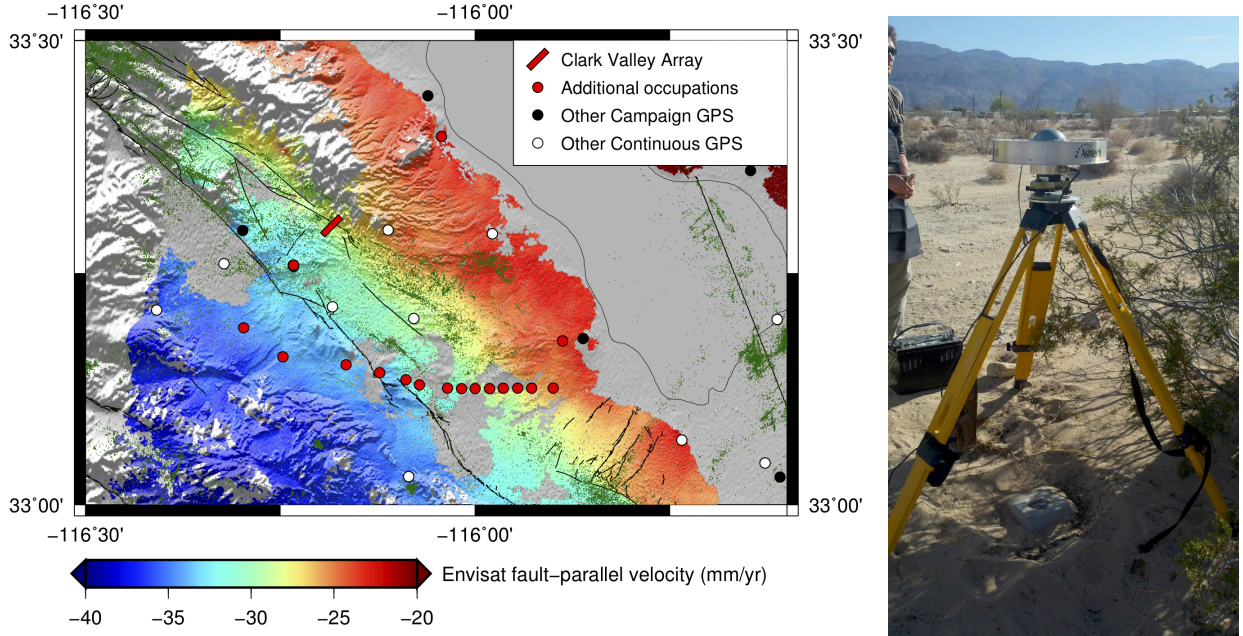 −116˚30' −116˚00'
33˚30' 33˚30'
Clark Valley Array
Additional occupations
Other Campaign GPS
Other Continuous GPS
Ashtech
33˚00' 33˚00'
−116˚30' −116˚00'
Envisat fault−parallel velocity (mm/yr)
−40 −35 −30 −25 −20